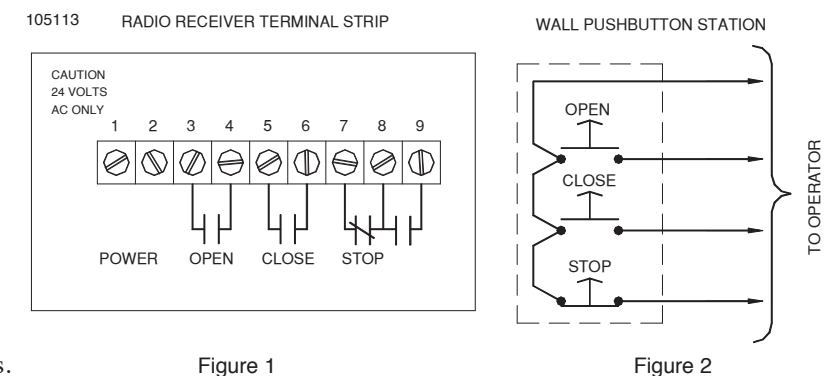 105113 RADIO RECEIVER TERMINAL STRIP
CAUTION
24 VOLTS
AC ONLY
1 2 3 4 5 6 7 8 9
POWER OPEN CLOSE STOP
s. Figure 1
WALL PUSHBUTTON STATION
OPEN
CLOSE
STOP
TO OPERATOR
Figure 2